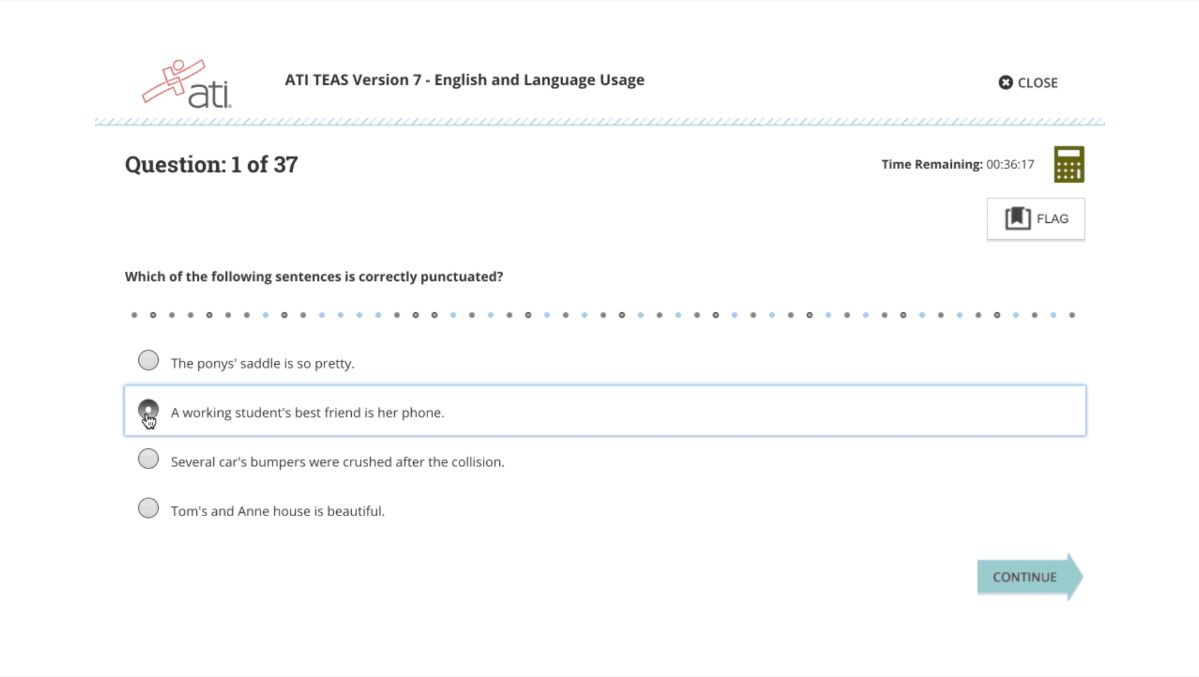 ati
ATI TEAS Version 7 - English and Language Usage
CLOSE
Question: 1 of 37
Time Remaining: 00:36:17
FLAG
Which of the following sentences is correctly punctuated?
The ponys' saddle is so pretty.
A working student's best friend is her phone.
Several car's bumpers were crushed after the collision.
Tom's and Anne house is beautiful.
CONTINUE